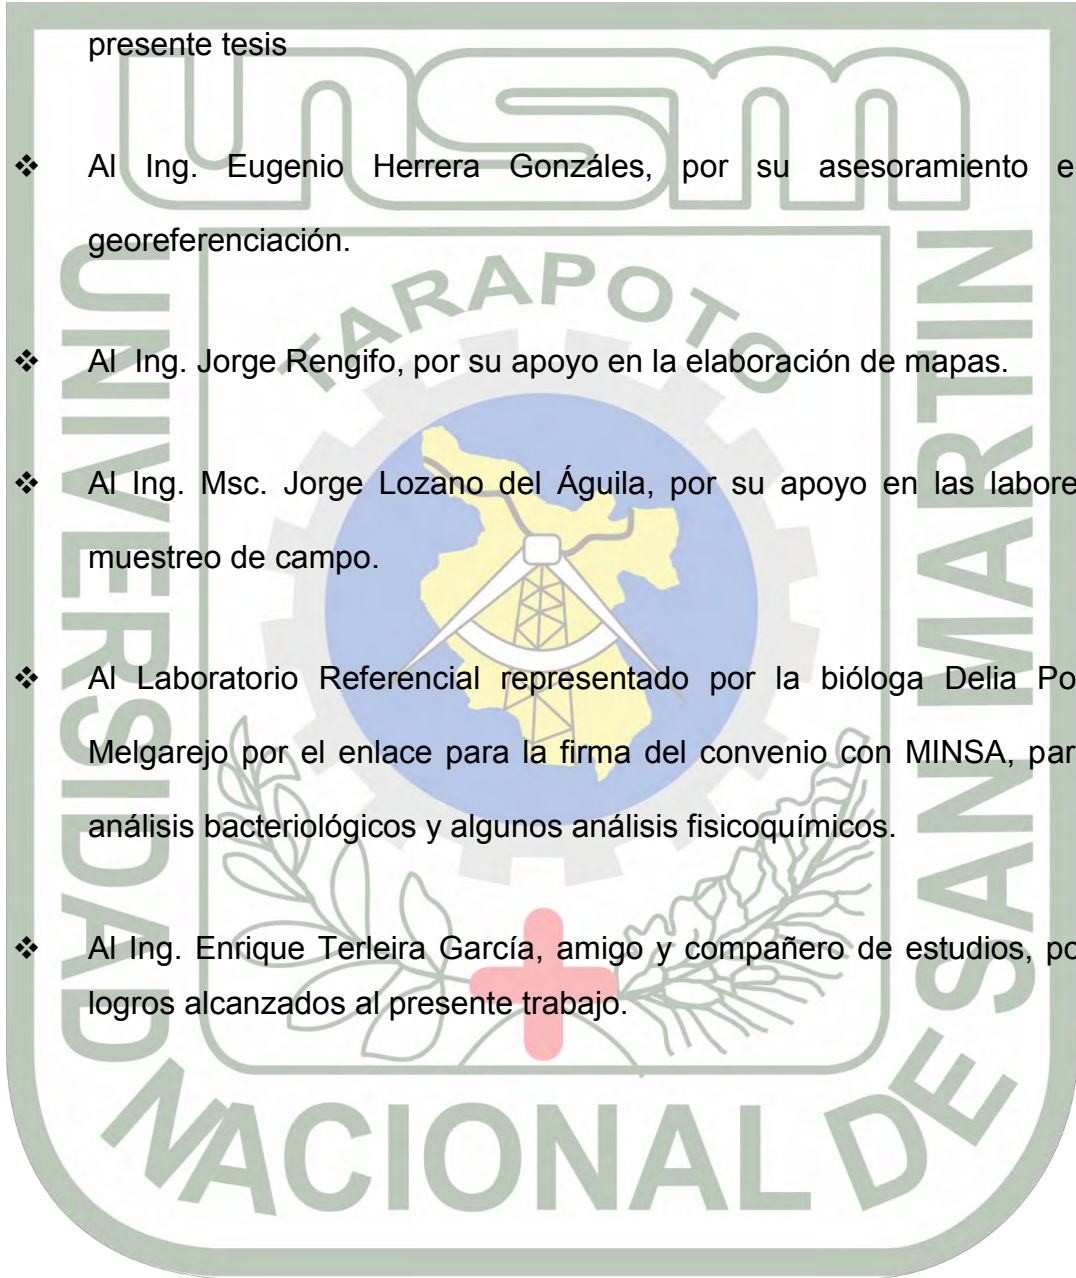 presente tesis
❖ Al Ing. Eugenio Herrera Gonzáles, por su asesoramiento e
georeferenciación.
❖ Al Ing. Jorge Rengifo, por su apoyo en la elaboración de mapas.
❖ Al Ing. Msc. Jorge Lozano del Águila, por su apoyo en las labore
muestreo de campo.
❖ Al Laboratorio Referencial representado por la bióloga Delia Po
Melgarejo por el enlace para la firma del convenio con MINSA, par
análisis bacteriológicos y algunos análisis fisicoquímicos.
❖ Al Ing. Enrique Terleira García, amigo y compañero de estudios, po
logros alcanzados al presente trabajo.
unsm
TARAPOTO
UNIVERSIDAD
NACIONAL DE
SAN MARTIN